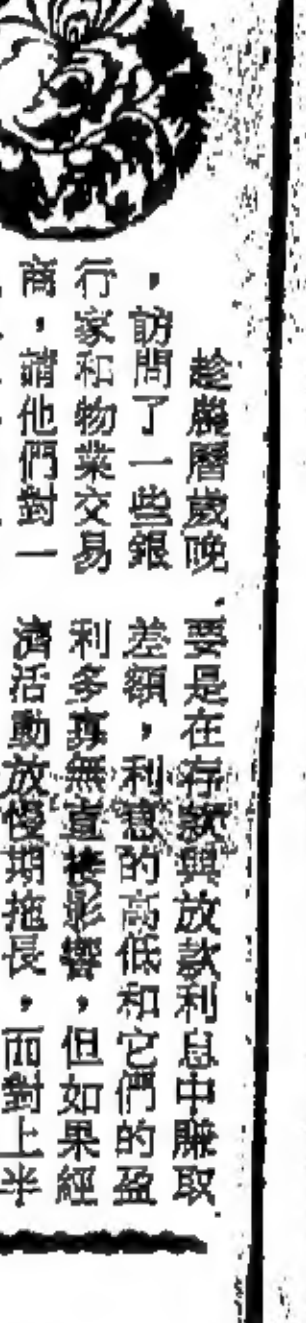 趁農曆歲晚
，訪問了一些銀
行家和物業交易
商，請他們對一
要是在存款與放款利息中賺取
差額，利息的高低和它們的盈
利多寡無直接影響，但如果經
濟活動放慢期拖長，而對上半